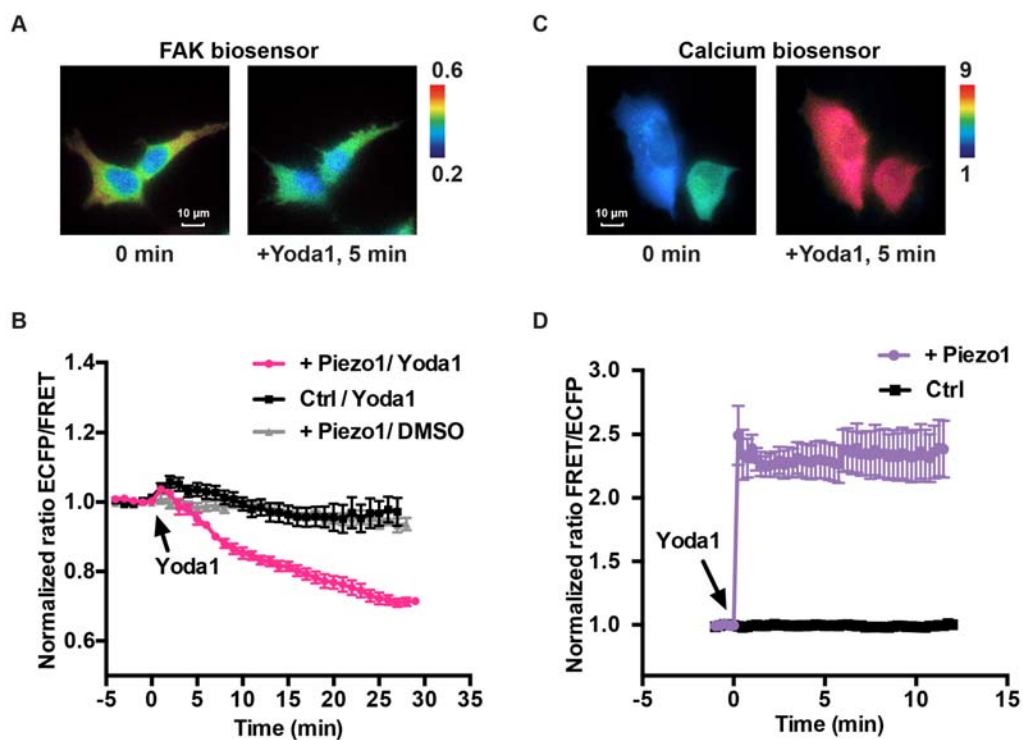 A
FAK biosensor
0.6
0.2
10 µm
0 min
+Yoda1, 5 min
C
Calcium biosensor
9
1
10 µm
0 min
+Yoda1, 5 min
B
Normalized ratio ECFP/FRET
1.4
1.2
1.0
0.8
0.6
+ Piezo1/ Yoda1
Ctrl / Yoda1
+ Piezo1/ DMSO
Yoda1
-5 0 5 10 15 20 25 30 35
Time (min)
D
Normalized ratio FRET/ECFP
3.0
2.5
2.0
1.5
1.0
+ Piezo1
Ctrl
Yoda1
-5 0 5 10 15
Time (min)